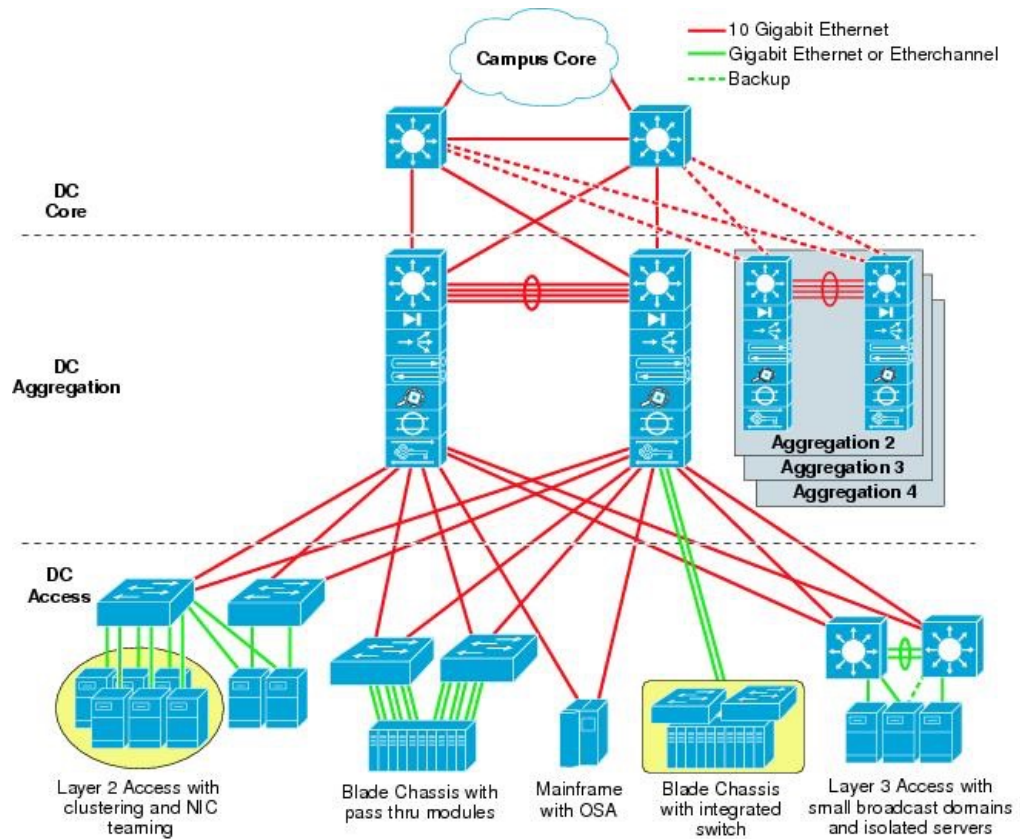 10 Gigabit Ethernet
Gigabit Ethernet or Etherchannel
Backup
Campus Core
DC
Core
DC
Aggregation
Aggregation 2
Aggregation 3
Aggregation 4
DC
Access
Layer 2 Access with
clustering and NIC
teaming
Blade Chassis with
pass thru modules
Mainframe
with OSA
Blade Chassis
with integrated
switch
Layer 3 Access with
small broadcast domains
and isolated servers